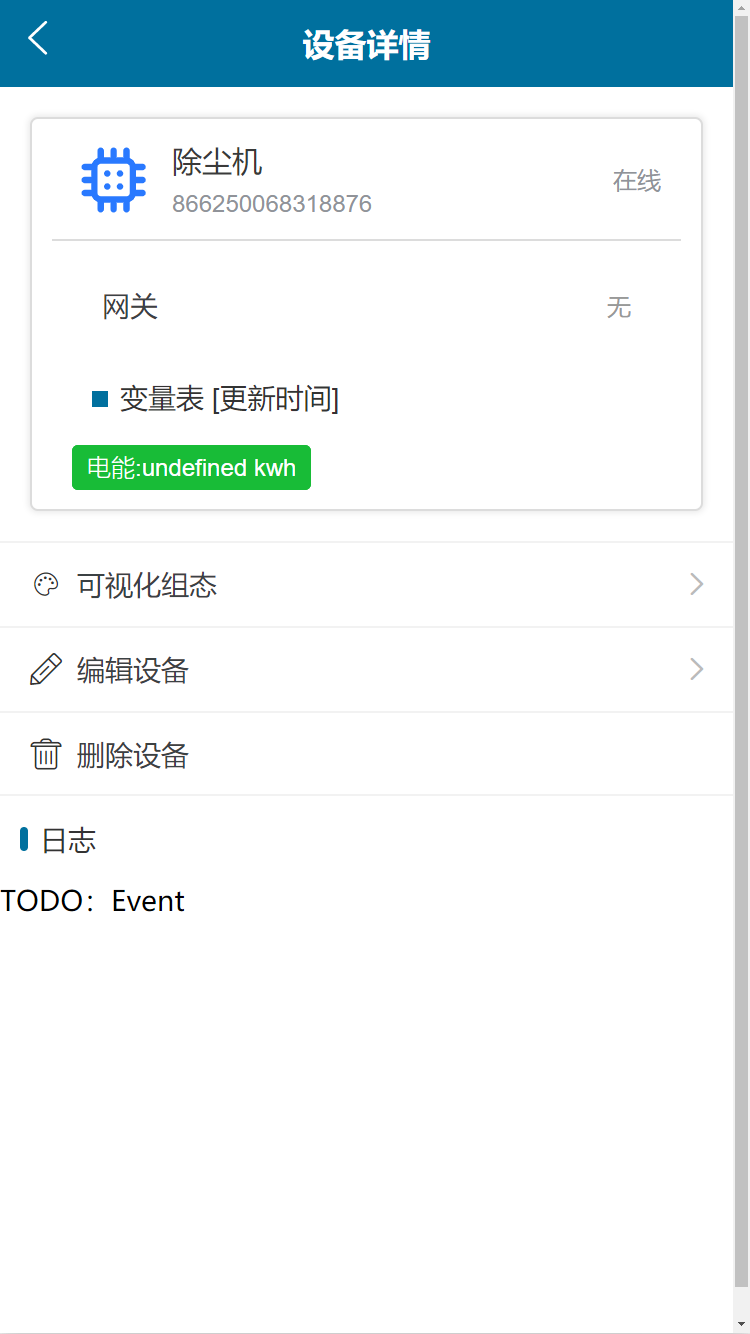 设备详情
除尘机
866250068318876
在线
网关
无
变量表 [更新时间]
电能:undefined kwh
可视化组态
编辑设备
删除设备
日志
TODO：Event